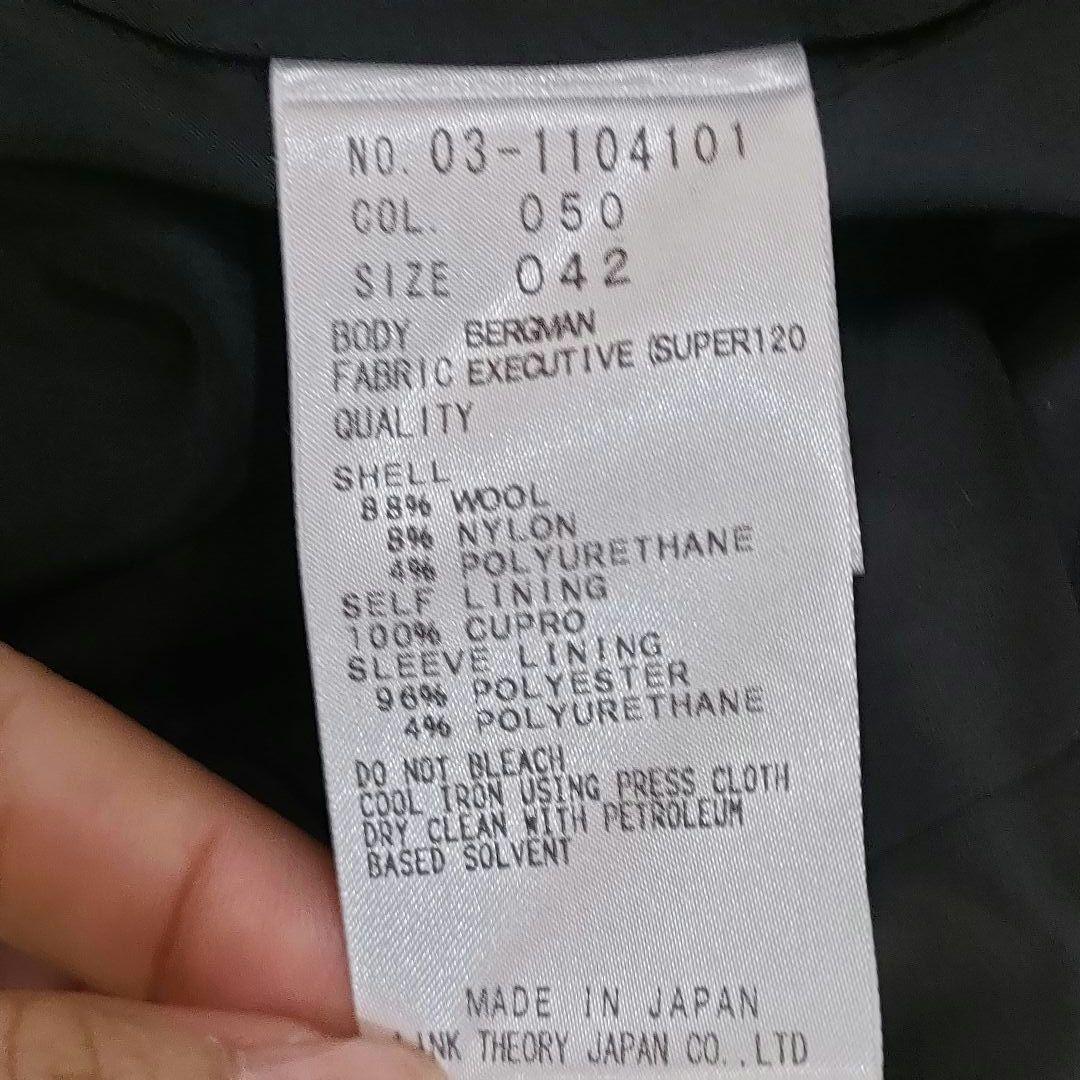 NO. 03-1104101
COL. 050
SIZE 042
BODY BERGMAN
FABRIC EXECUTIVE (SUPER120
QUALITY
SHELL
88% WOOL
8% NYLON
4% POLYURETHANE
SELF LINING
100% CUPRO
SLEEVE LINING
96% POLYESTER
4% POLYURETHANE
DO NOT BLEACH
COOL IRON USING PRESS CLOTH
DRY CLEAN WITH PETROLEUM
BASED SOLVENT
MADE IN JAPAN
THEORY JAPAN CO.,LTD